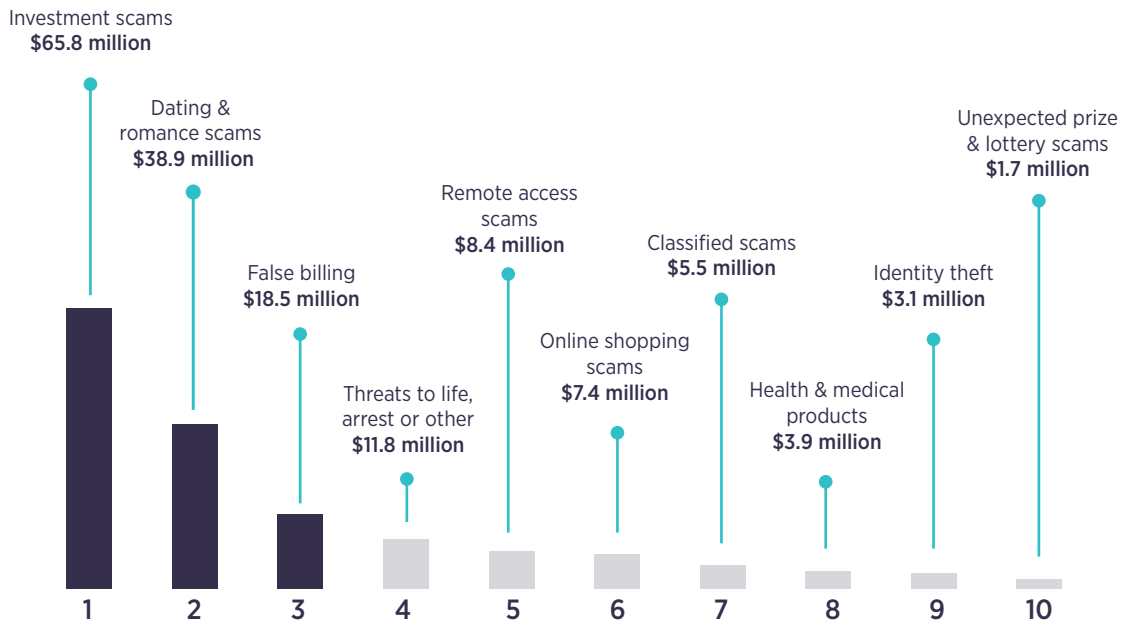 Investment scams
$65.8 million
Dating &
romance scams
$38.9 million
False billing
$18.5 million
Threats to life,
arrest or other
$11.8 million
Remote access
scams
$8.4 million
Online shopping
scams
$7.4 million
Classified scams
$5.5 million
Health & medical
products
$3.9 million
Identity theft
$3.1 million
Unexpected prize
& lottery scams
$1.7 million
1 2 3 4 5 6 7 8 9 10